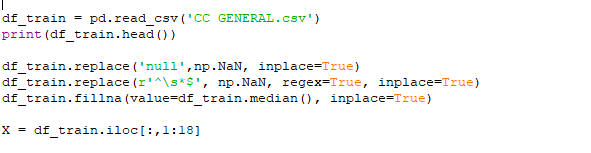 df_train = pd.read_csv('CC GENERAL.csv')
print(df_train.head())
df_train.replace('null',np.NaN, inplace=True)
df_train.replace(r'^\s*$', np.NaN, regex=True, inplace=True)
df_train.fillna(value=df_train.median(), inplace=True)
X = df_train.iloc[:,1:18]